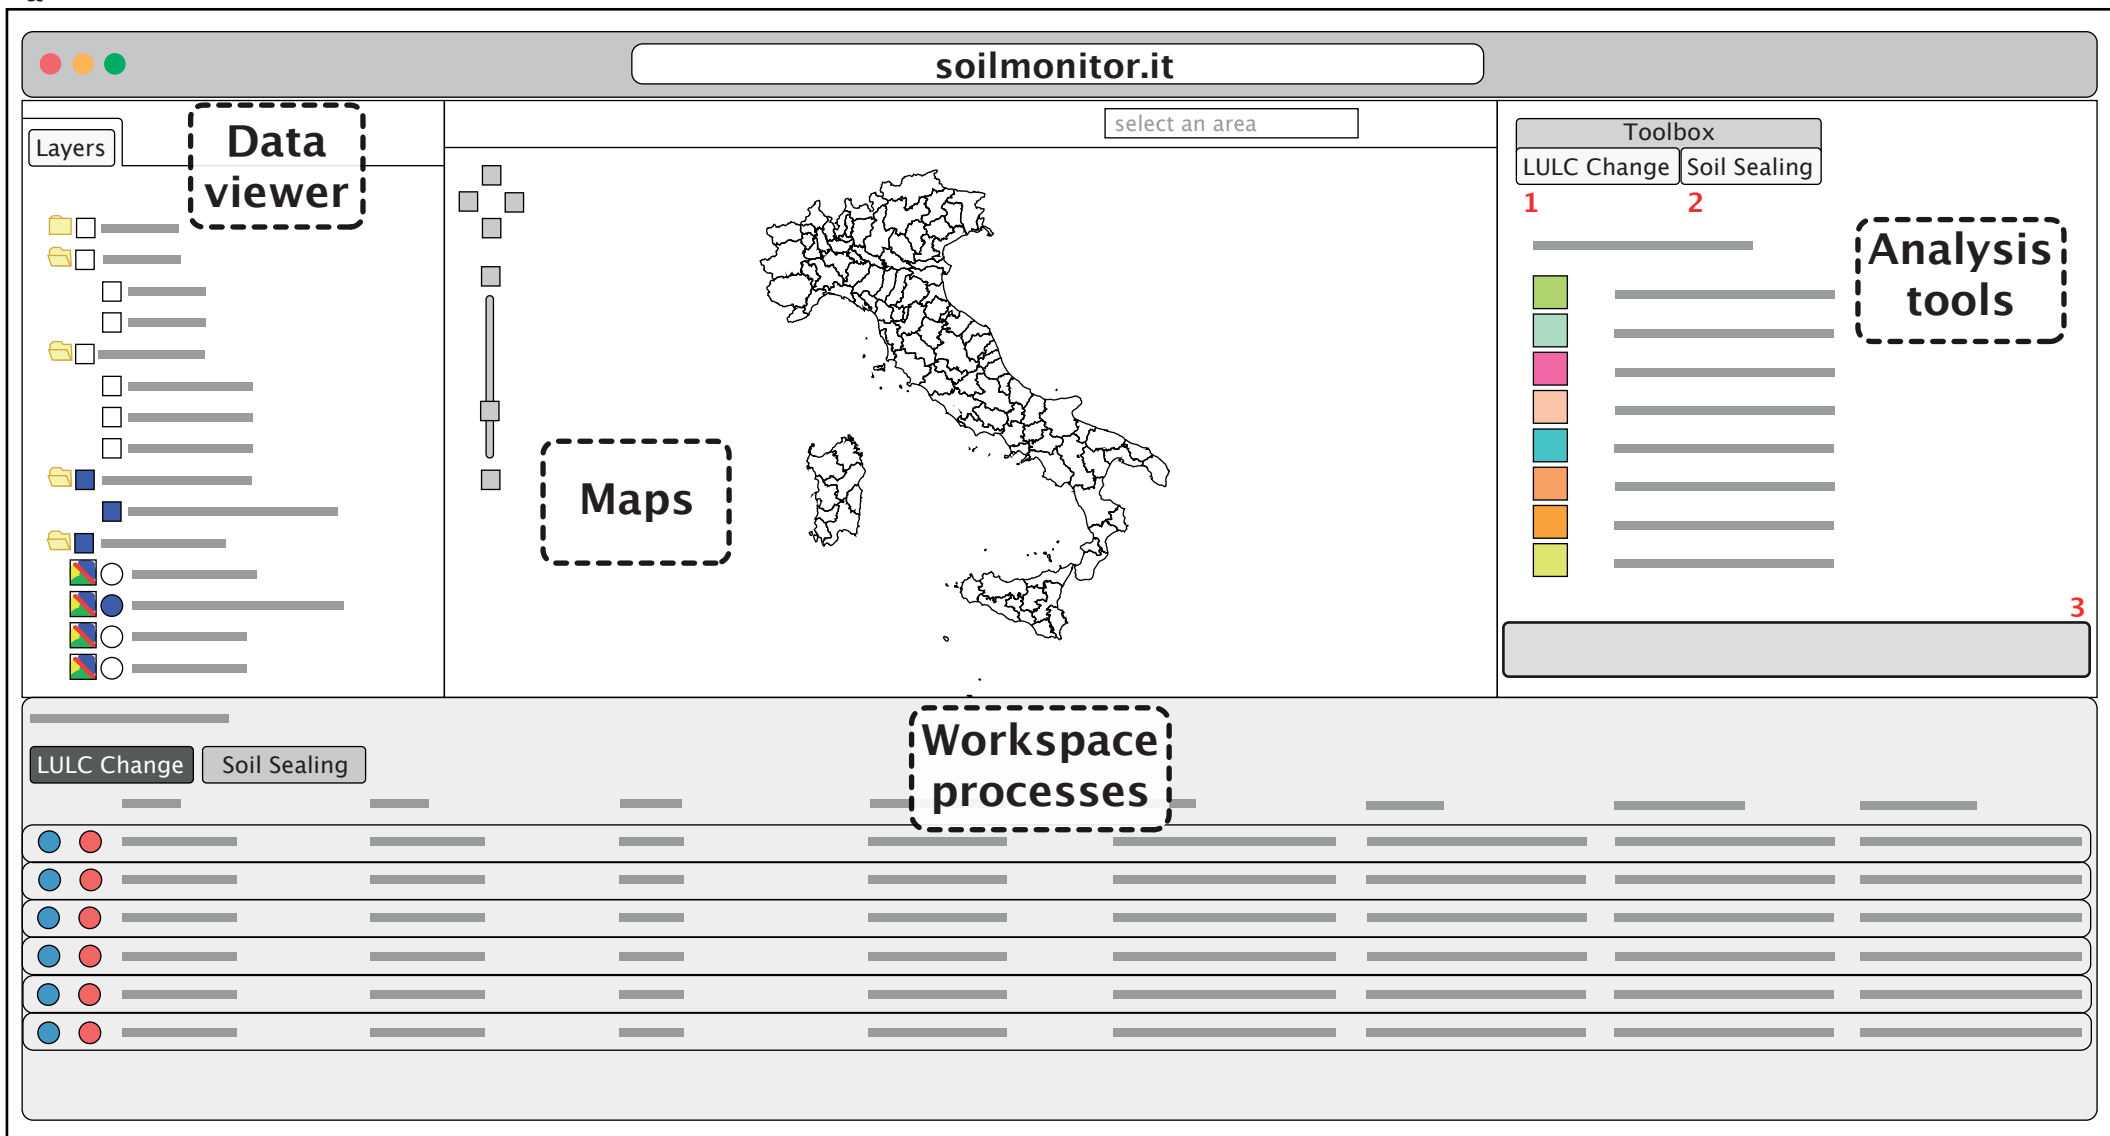 soilmonitor.it
Layers
Data
viewer
select an area
Toolbox
LULC Change
Soil Sealing
1
2
Analysis
tools
3
Maps
Workspace
processes
LULC Change
Soil Sealing